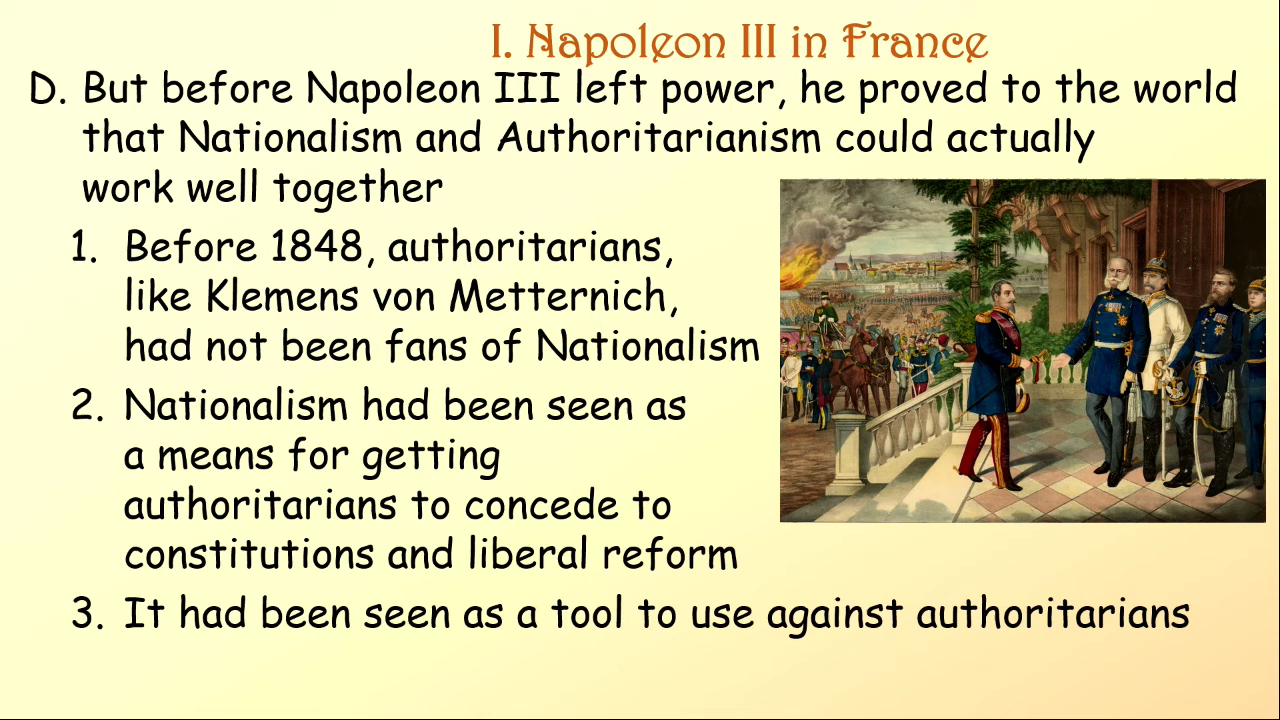 I. Napoleon III in France
D. But before Napoleon III left power, he proved to the world
that Nationalism and Authoritarianism could actually
work well together
1. Before 1848, authoritarians,
like Klemens von Metternich,
had not been fans of Nationalism
2. Nationalism had been seen as
a means for getting
authoritarians to concede to
constitutions and liberal reform
3. It had been seen as a tool to use against authoritarians